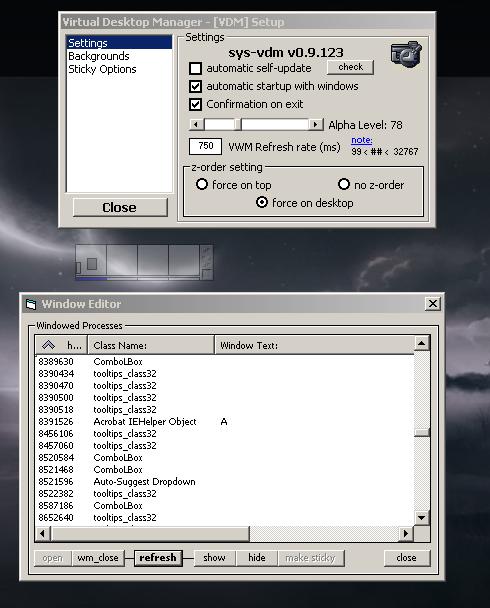 Virtual Desktop Manager - [VDM] Setup
Settings
Backgrounds
Sticky Options
Close
Settings
sys-vdm v0.9.123
automatic self-update check
automatic startup with windows
Confirmation on exit
Alpha Level: 78
750 VWM Refresh rate (ms)
note:
99 < ## < 32767
z-order setting
force on top no z-order
force on desktop
Window Editor
Windowed Processes
h... Class Name: Window Text:
8389630 ComboLBox
8390434 tooltips_class32
8390470 tooltips_class32
8390500 tooltips_class32
8390518 tooltips_class32
8391526 Acrobat IEHelper Object A
8456106 tooltips_class32
8457060 tooltips_class32
8520584 ComboLBox
8521468 ComboLBox
8521596 Auto-Suggest Dropdown
8522382 tooltips_class32
8587186 ComboLBox
8652640 tooltips_class32
open wm_close refresh show hide make sticky close